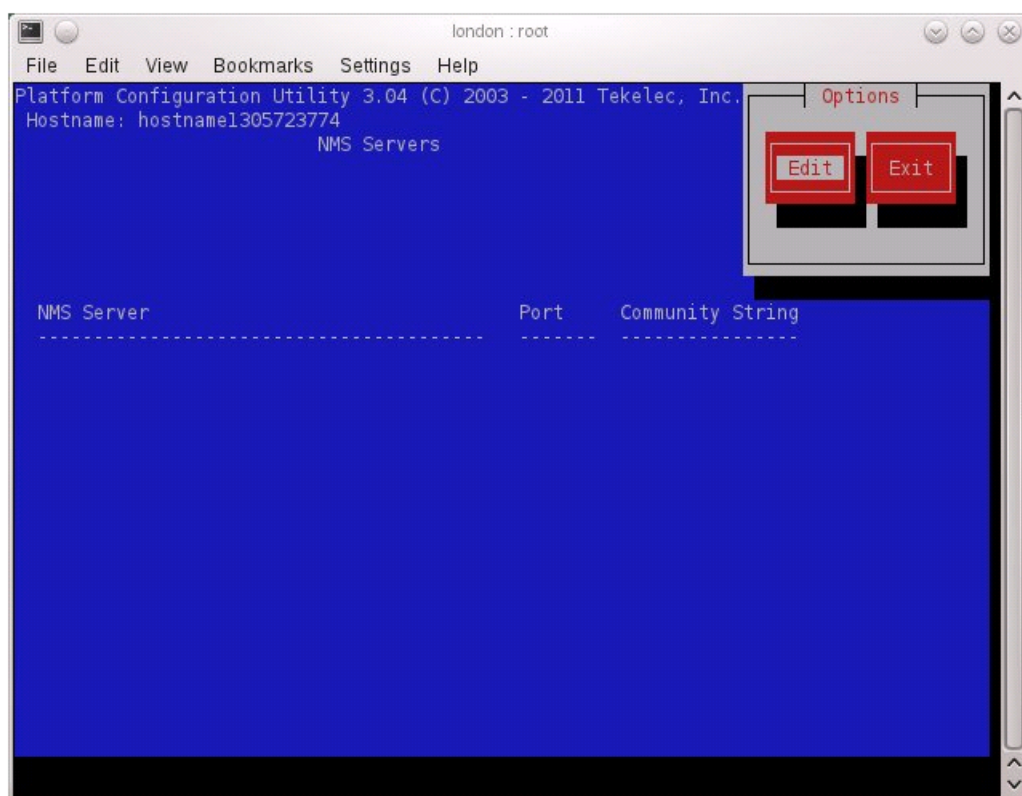 london : root
File Edit View Bookmarks Settings Help
Platform Configuration Utility 3.04 (C) 2003 - 2011 Tekelec, Inc.
Hostname: hostname1305723774
NMS Servers
Options
Edit Exit
NMS Server Port Community String